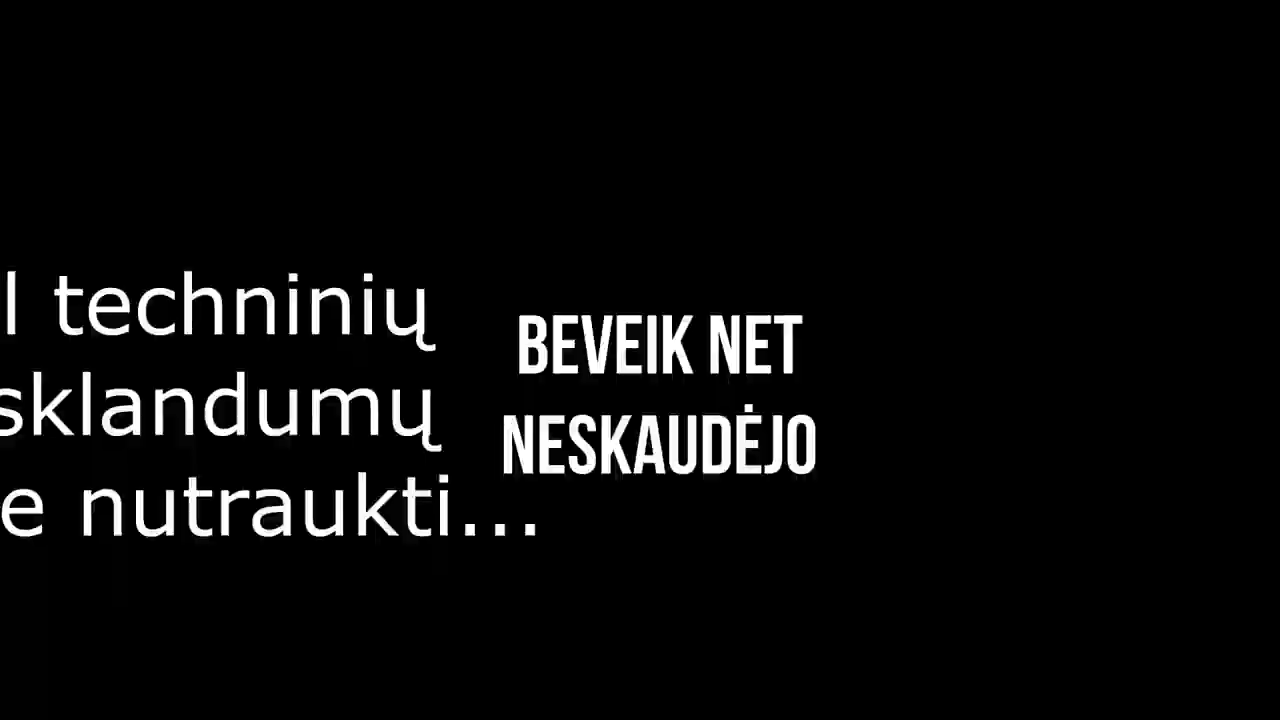 l techninių
sklandumų
e nutraukti...
BEVEIK NET
NESKAUDĖJO